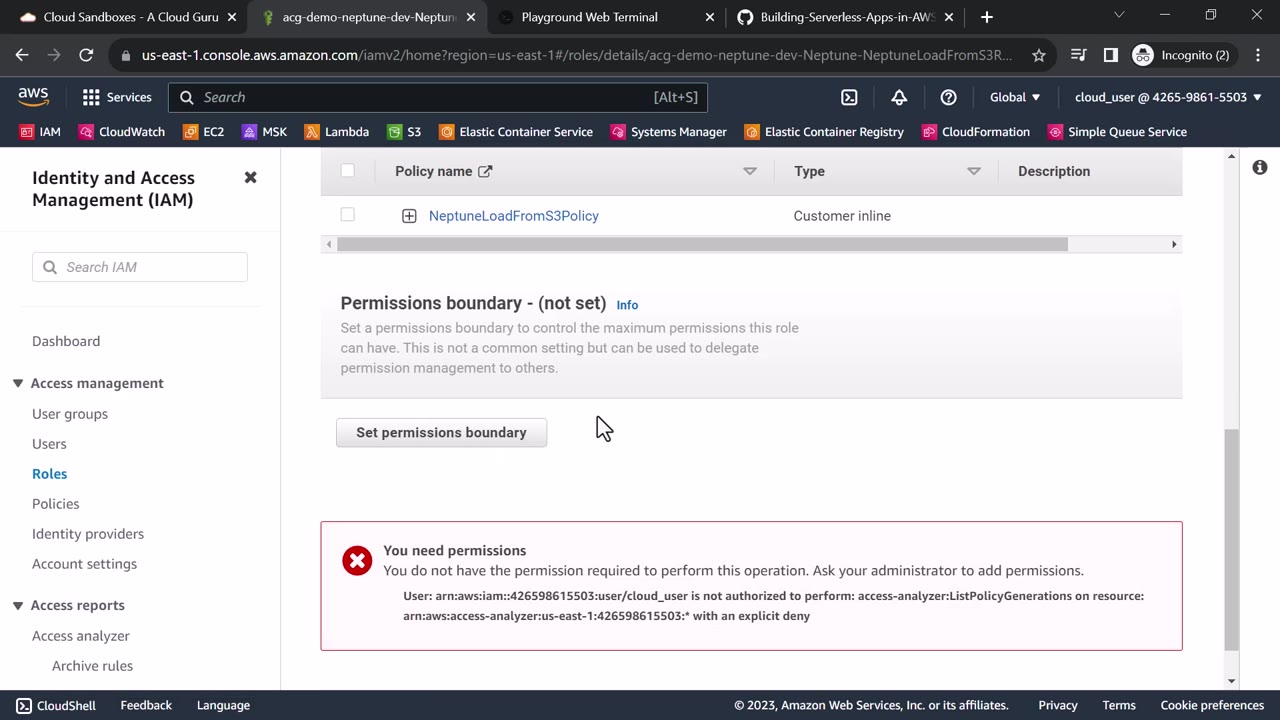 Cloud Sandboxes - A Cloud Guru
acg-demo-neptune-dev-Neptun
Playground Web Terminal
Building-Serverless-Apps-in-AWS
us-east-1.console.aws.amazon.com/iamv2/home?region=us-east-1#/roles/details/acg-demo-neptune-dev-Neptune-NeptuneLoadFromS3R...
Incognito (2)
aws
Services
Search
[Alt+S]
Global
cloud_user @ 4265-9861-5503
IAM
CloudWatch
EC2
MSK
Lambda
S3
Elastic Container Service
Systems Manager
Elastic Container Registry
CloudFormation
Simple Queue Service
Identity and Access
Management (IAM)
Search IAM
Dashboard
Access management
User groups
Users
Roles
Policies
Identity providers
Account settings
Access reports
Access analyzer
Archive rules
Policy name
Type
Description
NeptuneLoadFromS3Policy
Customer inline
Permissions boundary - (not set) Info
Set a permissions boundary to control the maximum permissions this role
can have. This is not a common setting but can be used to delegate
permission management to others.
Set permissions boundary
You need permissions
You do not have the permission required to perform this operation. Ask your administrator to add permissions.
User: arn:aws:iam::426598615503:user/cloud_user is not authorized to perform: access-analyzer:ListPolicyGenerations on resource:
arn:aws:access-analyzer:us-east-1:426598615503:* with an explicit deny
CloudShell
Feedback
Language
© 2023, Amazon Web Services, Inc. or its affiliates.
Privacy
Terms
Cookie preferences